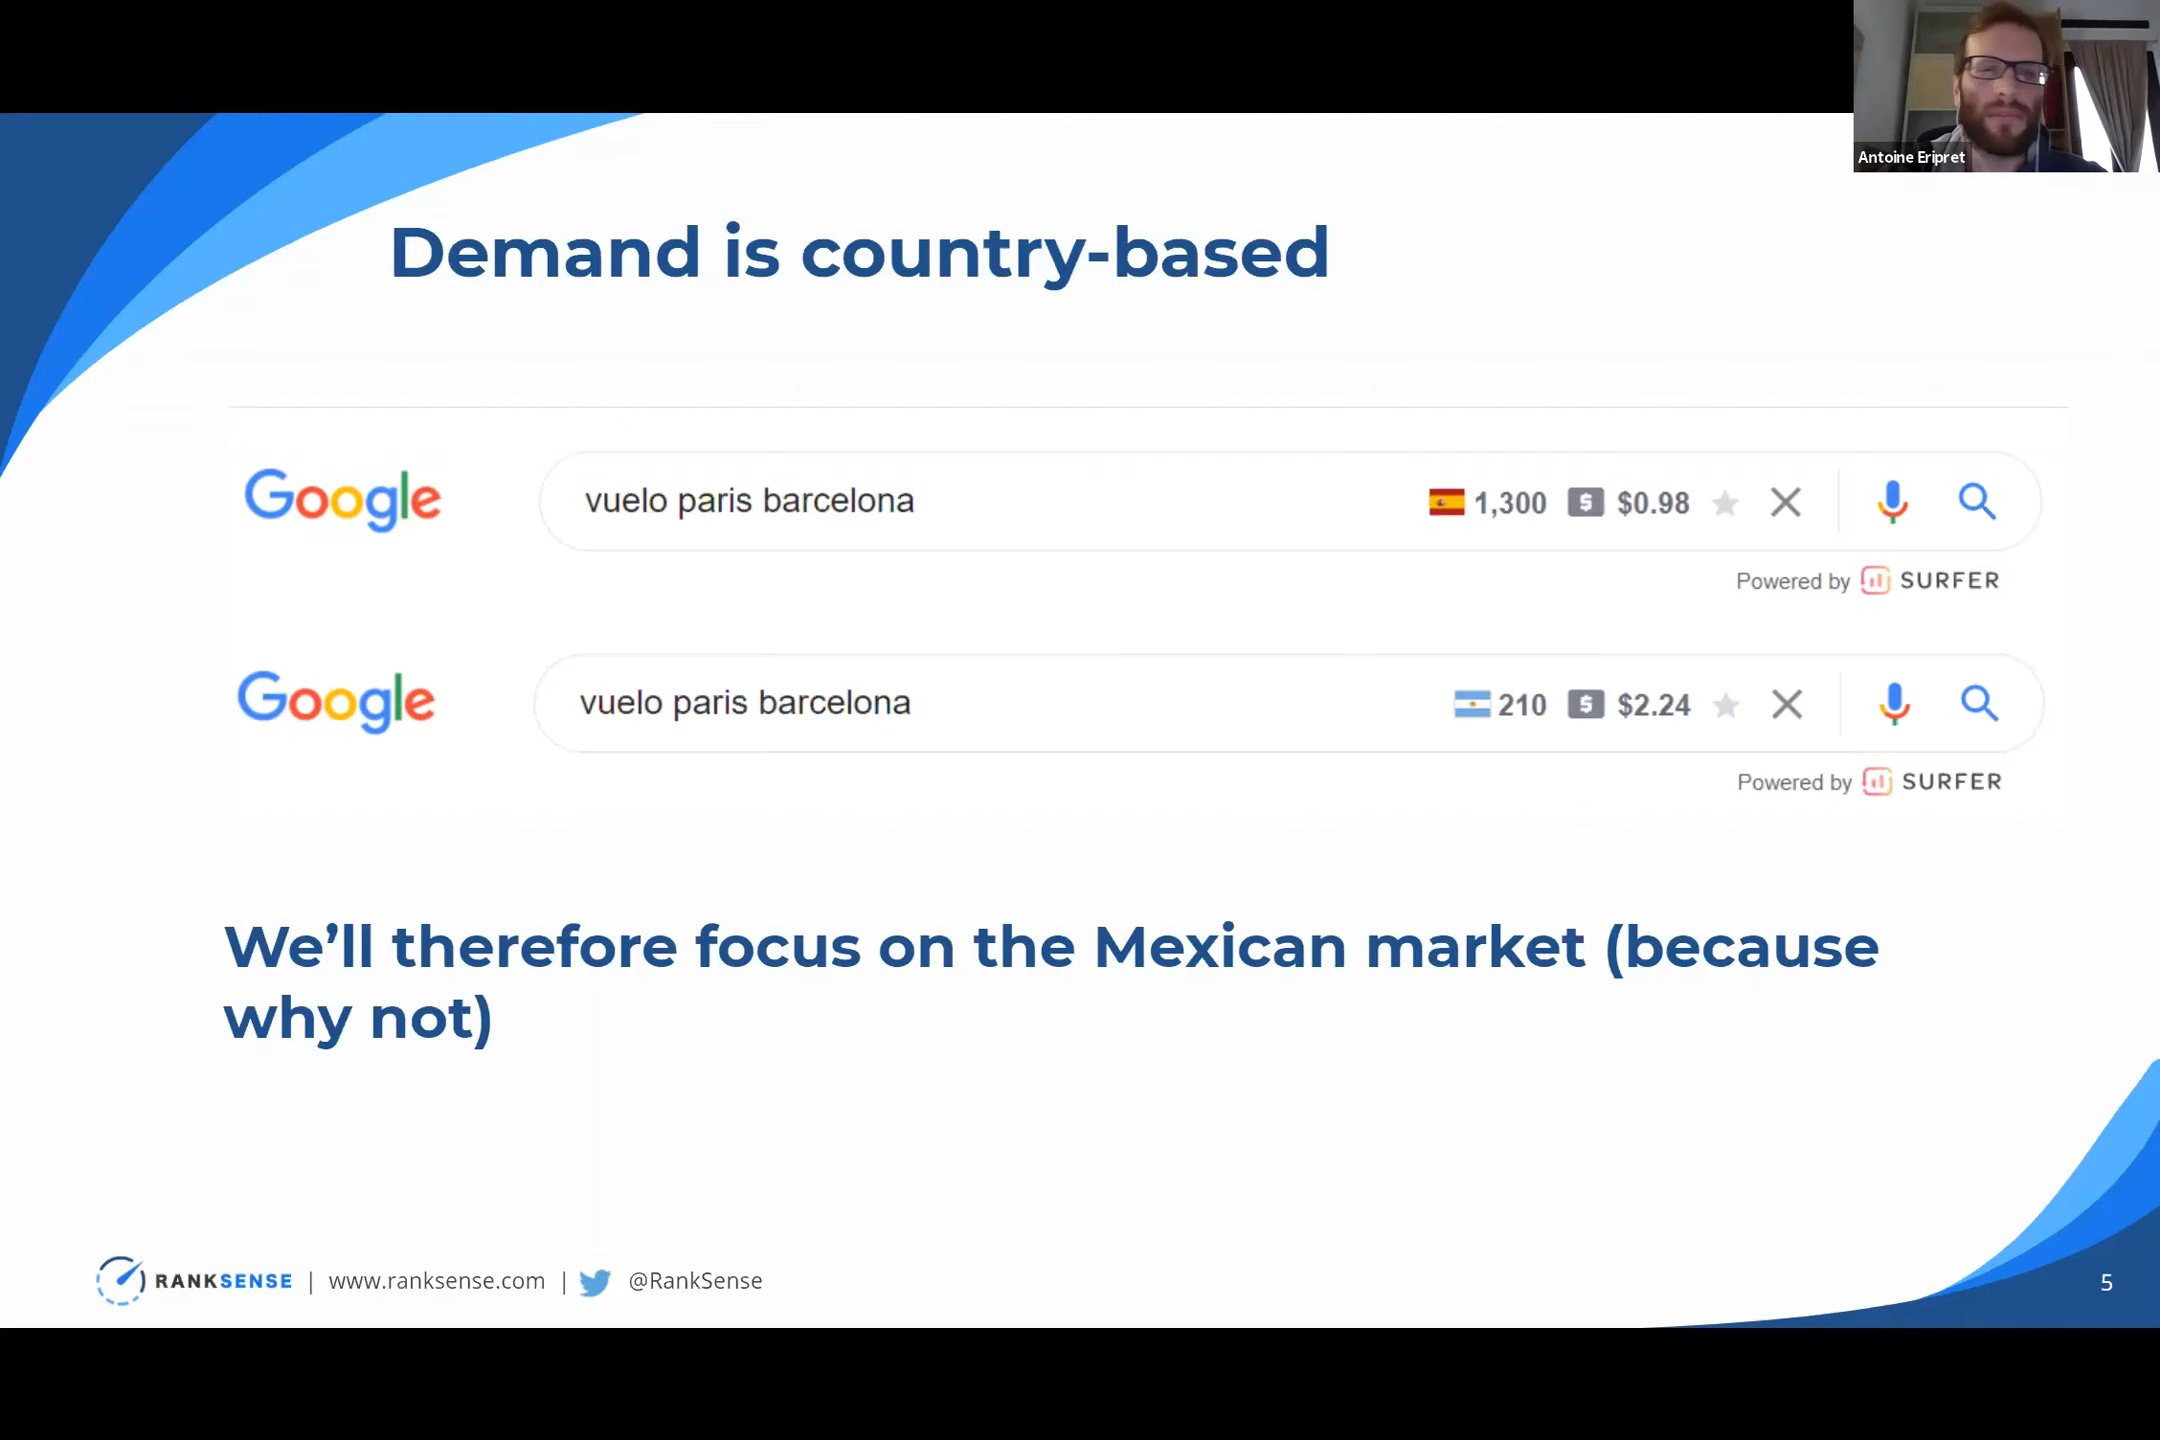 Antoine Eripret
Demand is country-based
Google vuelo paris barcelona 1,300 $ $0.98
Powered by SURFER
Google vuelo paris barcelona 210 $ $2.24
Powered by SURFER
We’ll therefore focus on the Mexican market (because
why not)
RANKSENSE | www.ranksense.com | @RankSense
5